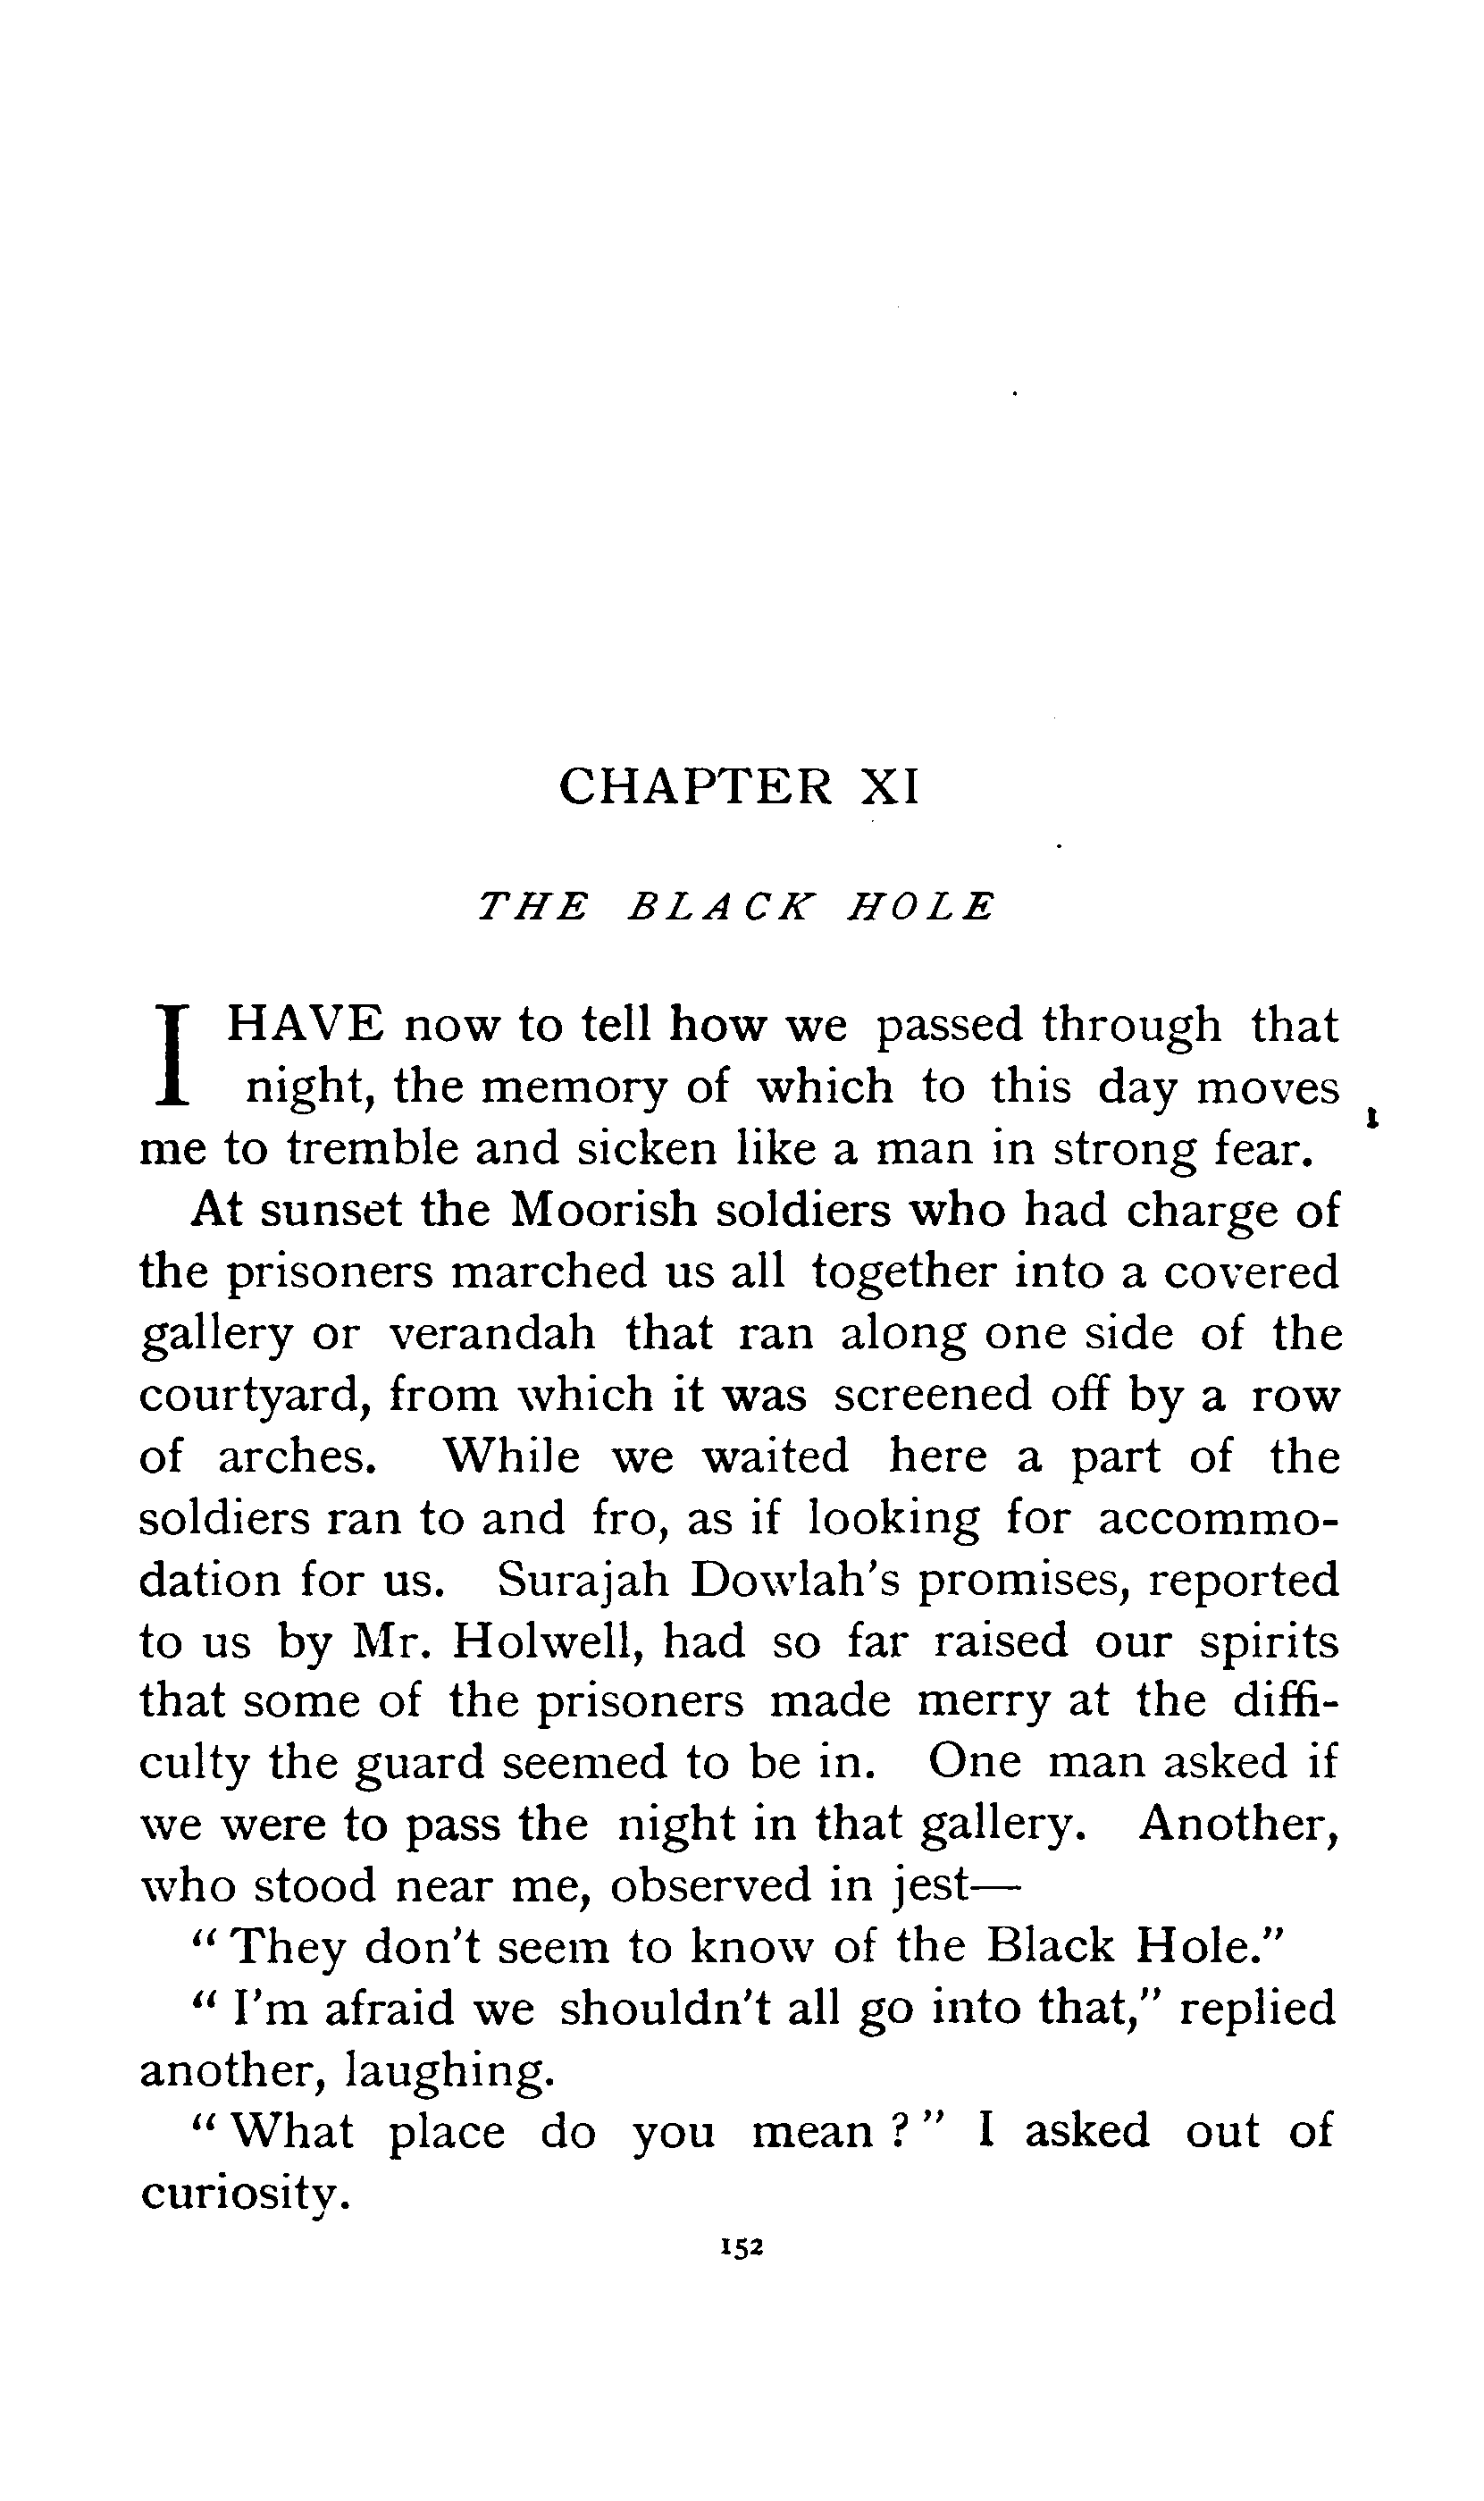 CHAPTER XI
THE BLACK HOLE
I HAVE now to tell how we passed through that
night, the memory of which to this day moves
me to tremble and sicken like a man in strong fear.
At sunset the Moorish soldiers who had charge of
the prisoners marched us all together into a covered
gallery or verandah that ran along one side of the
courtyard, from which it was screened off by a row
of arches. While we waited here a part of the
soldiers ran to and fro, as if looking for accommo-
dation for us. Surajah Dowlah's promises, reported
to us by Mr. Holwell, had so far raised our spirits
that some of the prisoners made merry at the diffi-
culty the guard seemed to be in. One man asked if
we were to pass the night in that gallery. Another,
who stood near me, observed in jest—
"They don't seem to know of the Black Hole."
"I'm afraid we shouldn't all go into that," replied
another, laughing.
"What place do you mean?" I asked out of
curiosity.
152